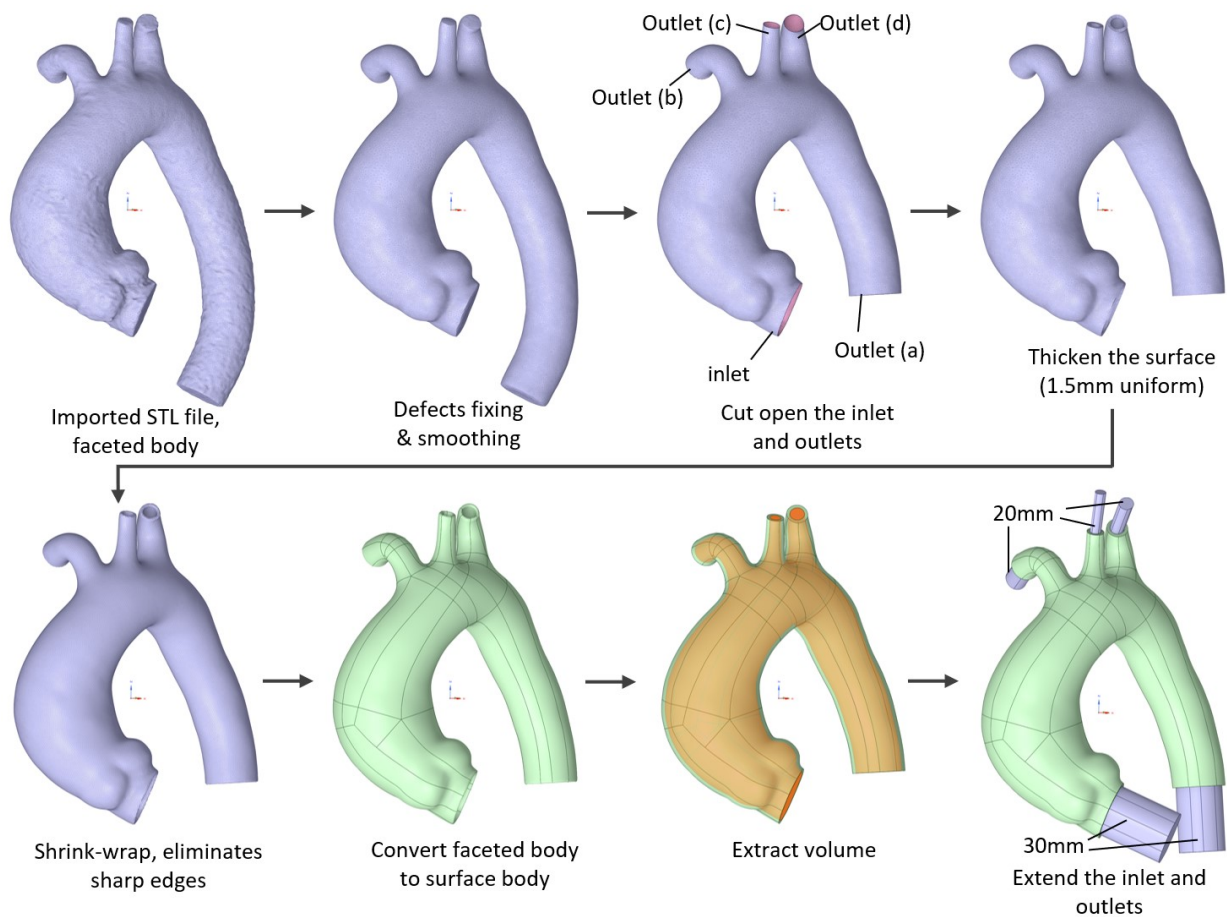 Outlet (c)
Outlet (d)
Outlet (b)
Outlet (a)
inlet
Imported STL file,
faceted body
Defects fixing
& smoothing
Cut open the inlet
and outlets
Thicken the surface
(1.5mm uniform)
20mm
30mm
Shrink-wrap, eliminates
sharp edges
Convert faceted body
to surface body
Extract volume
Extend the inlet and
outlets